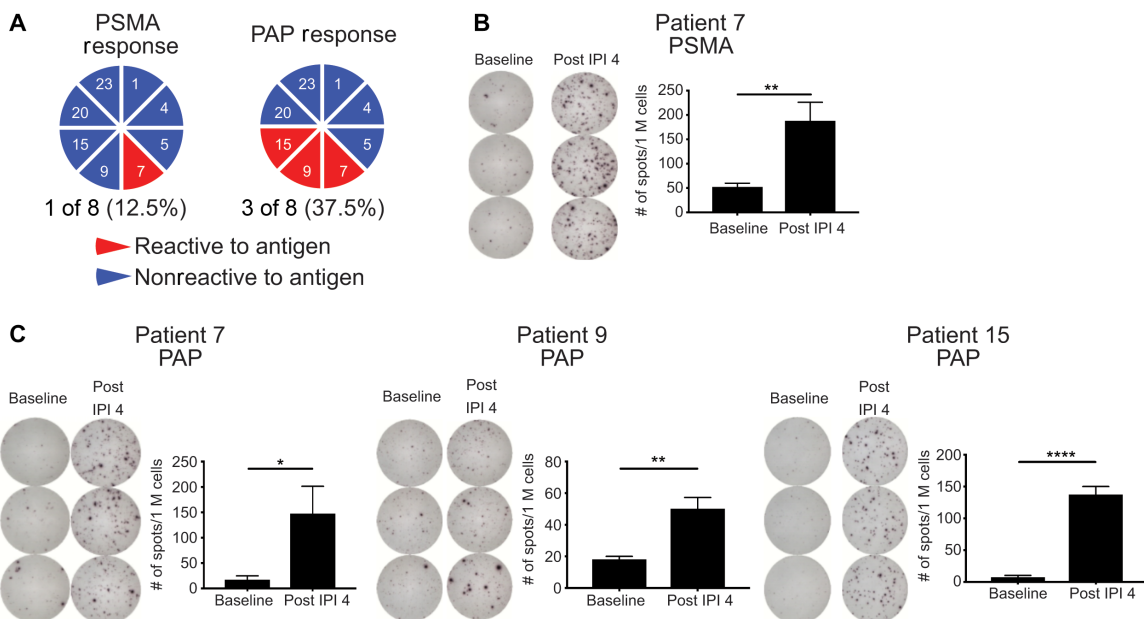 A
PSMA
response
23
1
20
4
15
5
9
7
1 of 8 (12.5%)
PAP response
23
1
20
4
15
5
9
7
3 of 8 (37.5%)
Reactive to antigen
Nonreactive to antigen
B
Patient 7
PSMA
Baseline
Post IPI 4
# of spots/1 M cells
250
200
150
100
50
0
**
Baseline
Post IPI 4
C
Patient 7
PAP
Baseline
Post
IPI 4
# of spots/1 M cells
250
200
150
100
50
0
*
Baseline
Post IPI 4
Patient 9
PAP
Baseline
Post
IPI 4
# of spots/1 M cells
80
60
40
20
0
**
Baseline
Post IPI 4
Patient 15
PAP
Baseline
Post
IPI 4
# of spots/1 M cells
200
150
100
50
0
****
Baseline
Post IPI 4